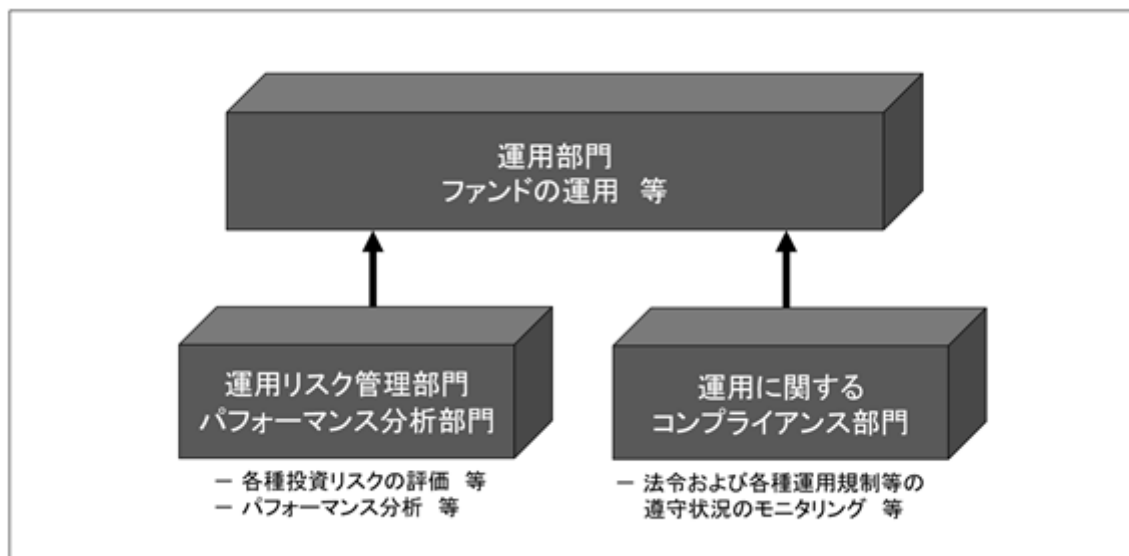 運用部門
ファンドの運用　等
運用リスク管理部門
パフォーマンス分析部門
運用に関する
コンプライアンス部門
－ 各種投資リスクの評価　等
－ パフォーマンス分析　等
－ 法令および各種運用規制等の
遵守状況のモニタリング　等